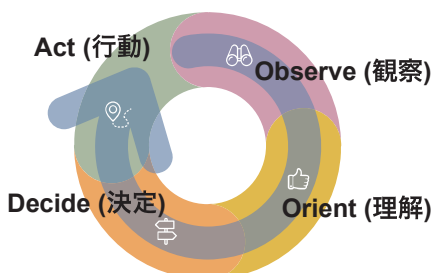 Act (行動)
Observe (観察)
Decide (決定)
Orient (理解)